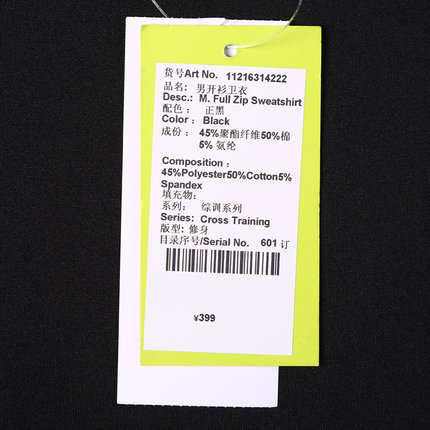 货号Art No. 11216314222
品名: 男开衫卫衣
Desc.: M. Full Zip Sweatshirt
配色： 正黑
Color： Black
成份： 45%聚酯纤维50%棉
5% 氨纶
Composition：
45%Polyester50%Cotton5%
Spandex
填充物：
系列： 综训系列
Series: Cross Training
版型: 修身
目录序号/Serial No. 601 订
¥399